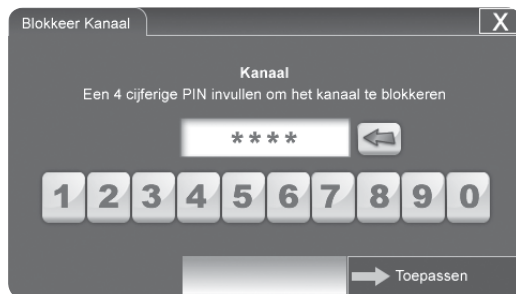 Blokkeer Kanaal
X
Kanaal
Een 4 cijferige PIN invullen om het kanaal te blokkeren
****
1 2 3 4 5 6 7 8 9 0
Toepassen